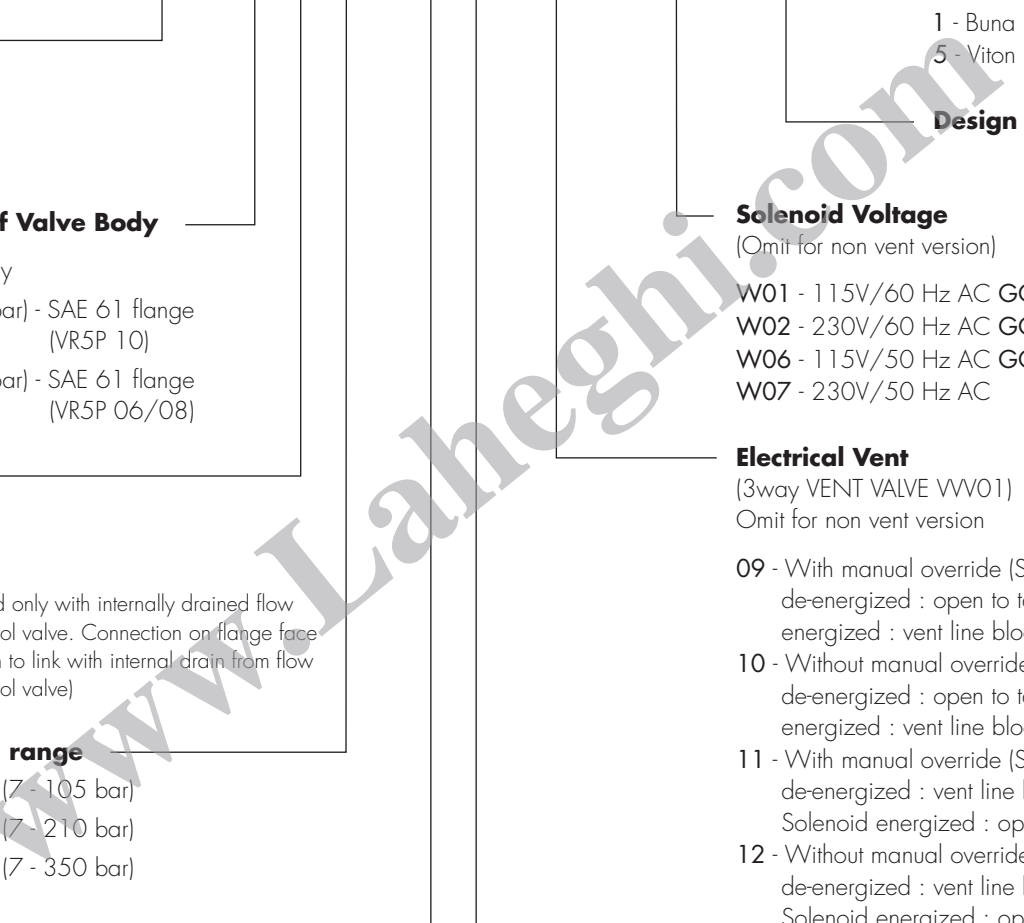 f Valve Body
y
bar) - SAE 61 flange
(VR5P 10)
bar) - SAE 61 flange
(VR5P 06/08)
d only with internally drained flow
ol valve. Connection on flange face
to link with internal drain from flow
ol valve)
range
(7 - 105 bar)
(7 - 210 bar)
(7 - 350 bar)
1 - Buna
5 - Viton
Design
Solenoid Voltage
(Omit for non vent version)
W01 - 115V/60 Hz AC
W02 - 230V/60 Hz AC
W06 - 115V/50 Hz AC
W07 - 230V/50 Hz AC
Electrical Vent
(3way VENT VALVE VVV01)
Omit for non vent version
09 - With manual override (S
de-energized : open to t
energized : vent line blo
10 - Without manual override
de-energized : open to t
energized : vent line blo
11 - With manual override (S
de-energized : vent line
Solenoid energized : op
12 - Without manual override
de-energized : vent line
Solenoid energized : op
www.Laheghi.com